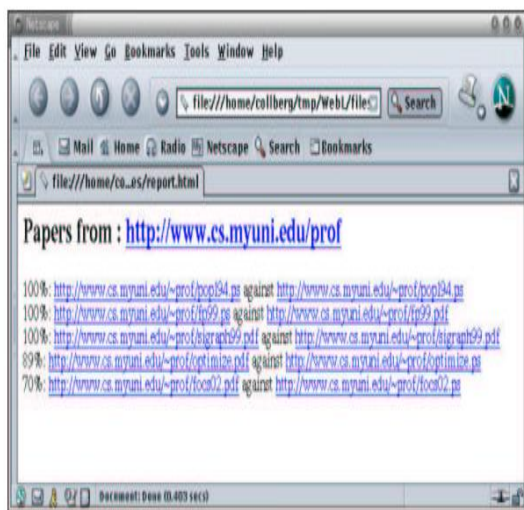 Netscape
File Edit View Go Bookmarks Tools Window Help
file:///home/collberg/tmp/WebL/files Search
Mail Home Radio Netscape Search Bookmarks
file:///home/co...es/report.html
Papers from : http://www.cs.myuni.edu/prof
100%: http://www.cs.myuni.edu/~prof/popl94.ps against http://www.cs.myuni.edu/~prof/popl94.ps
100%: http://www.cs.myuni.edu/~prof/fp99.ps against http://www.cs.myuni.edu/~prof/fp99.pdf
100%: http://www.cs.myuni.edu/~prof/sigraph99.pdf against http://www.cs.myuni.edu/~prof/sigraph99.pdf
89%: http://www.cs.myuni.edu/~prof/optimize.pdf against http://www.cs.myuni.edu/~prof/optimize.ps
70%: http://www.cs.myuni.edu/~prof/focs02.pdf against http://www.cs.myuni.edu/~prof/focs02.ps
Document: Done (0.403 secs)